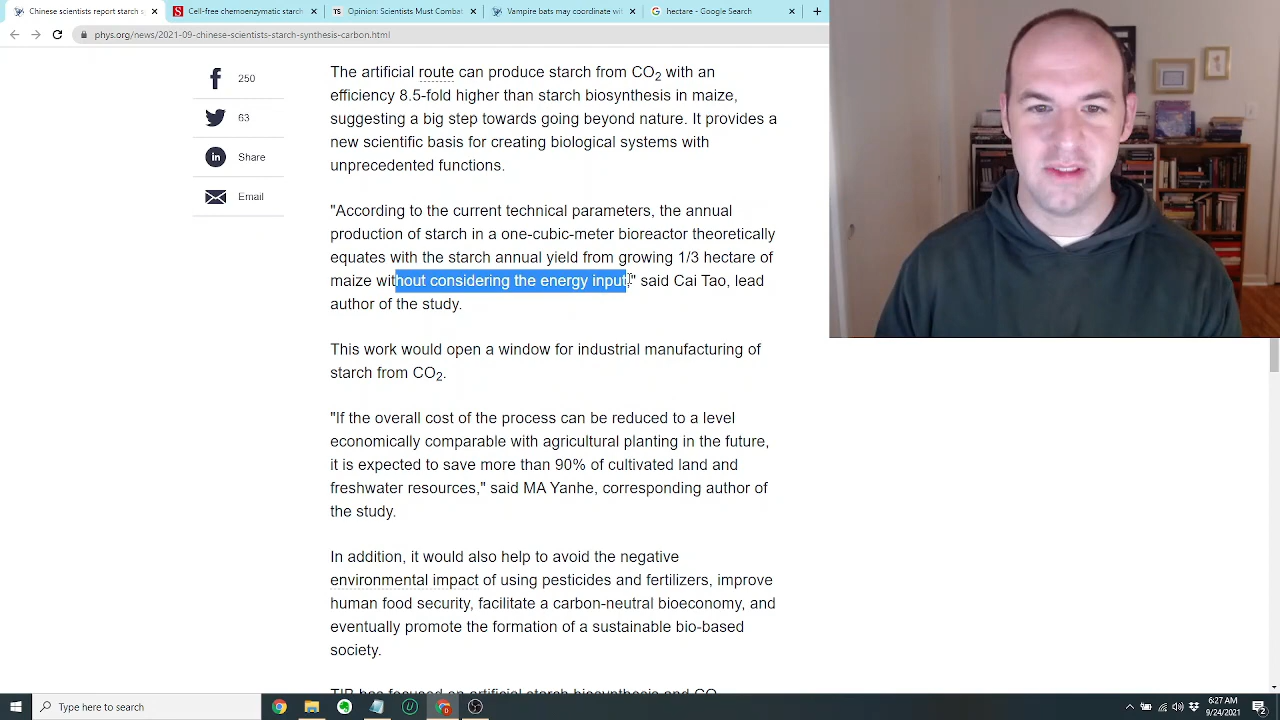 Chinese scientists report starch s
Cell-free chemoenzymatic starch
Opinion: Scientists Must Combat
Vampire bats may coordinate wi
hectare - Google Search
phys.org/news/2021-09-chinese-scientists-starch-synthesis-carbon.html
250
63
Share
Email
The artificial route can produce starch from CO2 with an
efficiency 8.5-fold higher than starch biosynthesis in maize,
suggesting a big step towards going beyond nature. It provides a
new scientific basis for creating biological systems with
unprecedented functions.
"According to the current technical parameters, the annual
production of starch in a one-cubic-meter bioreactor theoretically
equates with the starch annual yield from growing 1/3 hectare of
maize without considering the energy input," said Cai Tao, lead
author of the study.
This work would open a window for industrial manufacturing of
starch from CO2.
"If the overall cost of the process can be reduced to a level
economically comparable with agricultural planting in the future,
it is expected to save more than 90% of cultivated land and
freshwater resources," said MA Yanhe, corresponding author of
the study.
In addition, it would also help to avoid the negative
environmental impact of using pesticides and fertilizers, improve
human food security, facilitate a carbon-neutral bioeconomy, and
eventually promote the formation of a sustainable bio-based
society.
TIB has focused on artificial starch biosynthesis and CO
Type here to search
6:27 AM
9/24/2021